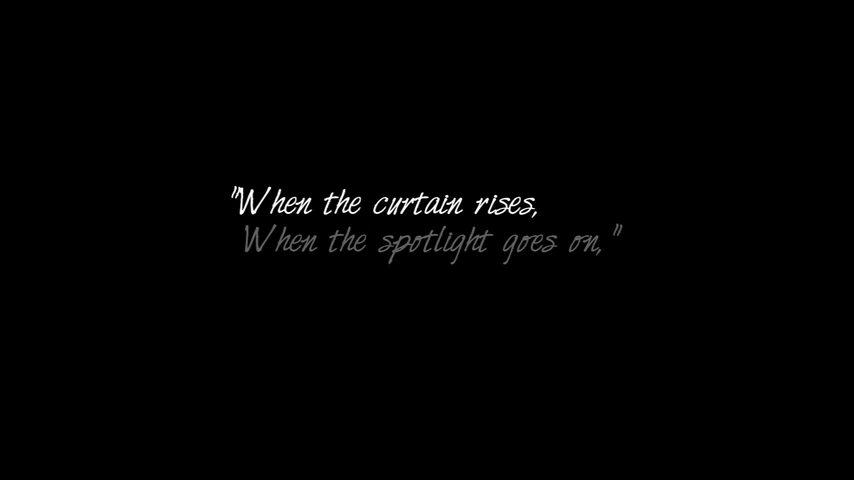 "When the curtain rises,
When the spotlight goes on,"